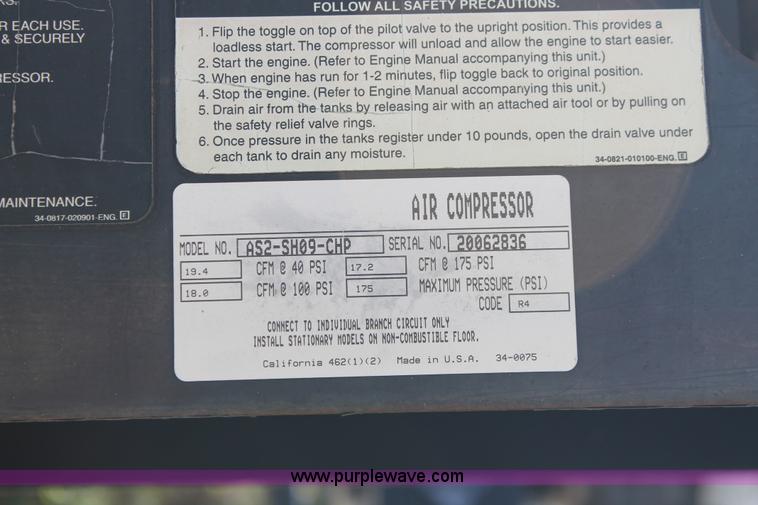 RS.
R EACH USE.
& SECURELY
RESSOR.
MAINTENANCE.
34-0817-020901-ENG. E
FOLLOW ALL SAFETY PRECAUTIONS.
1. Flip the toggle on top of the pilot valve to the upright position. This provides a
loadless start. The compressor will unload and allow the engine to start easier.
2. Start the engine. (Refer to Engine Manual accompanying this unit.)
3. When engine has run for 1-2 minutes, flip toggle back to original position.
4. Stop the engine. (Refer to Engine Manual accompanying this unit.)
5. Drain air from the tanks by releasing air with an attached air tool or by pulling on
the safety relief valve rings.
6. Once pressure in the tanks register under 10 pounds, open the drain valve under
each tank to drain any moisture.
34-0821-010100-ENG. E
AIR COMPRESSOR
MODEL NO. AS2-SH09-CHP SERIAL NO. 20062836
19.4 CFM @ 40 PSI 17.2 CFM @ 175 PSI
18.0 CFM @ 100 PSI 175 MAXIMUM PRESSURE (PSI)
CODE R4
CONNECT TO INDIVIDUAL BRANCH CIRCUIT ONLY
INSTALL STATIONARY MODELS ON NON-COMBUSTIBLE FLOOR.
California 462(1)(2) Made in U.S.A. 34-0075
www.purplewave.com